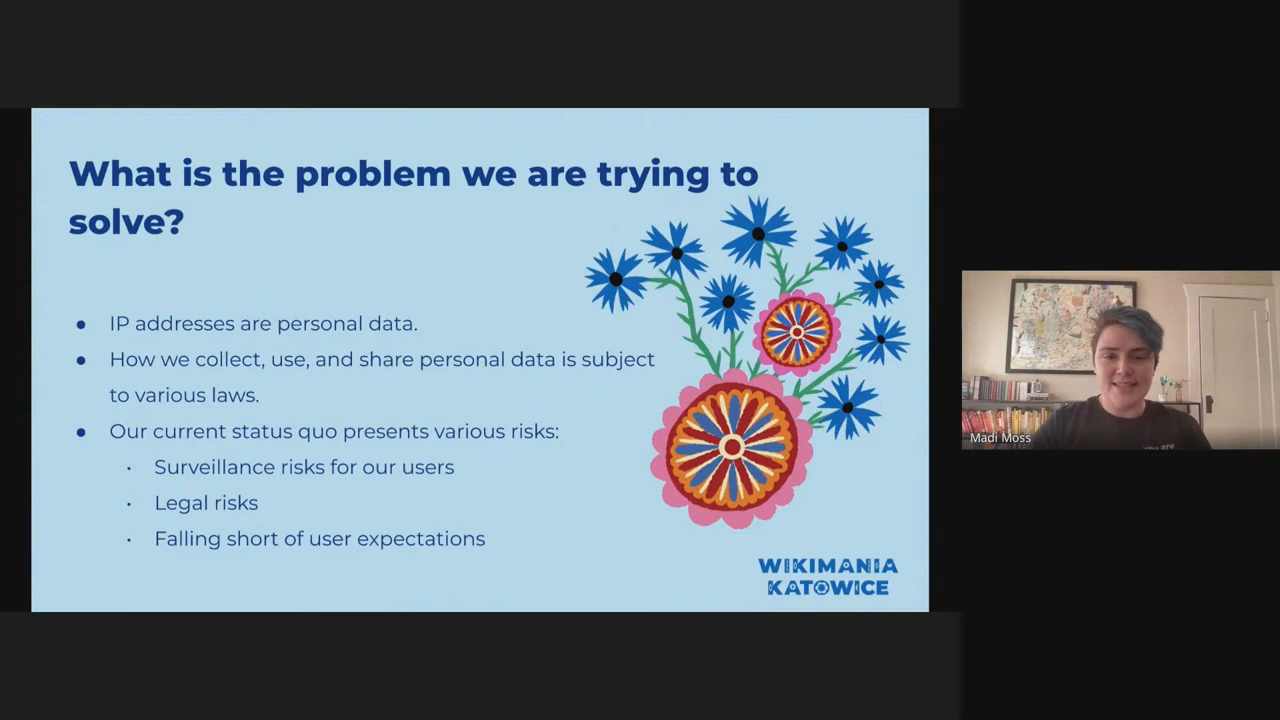 What is the problem we are trying to
solve?
● IP addresses are personal data.
● How we collect, use, and share personal data is subject
to various laws.
● Our current status quo presents various risks:
· Surveillance risks for our users
· Legal risks
· Falling short of user expectations
WIKIMANIA
KATOWICE
Madi Moss
you are